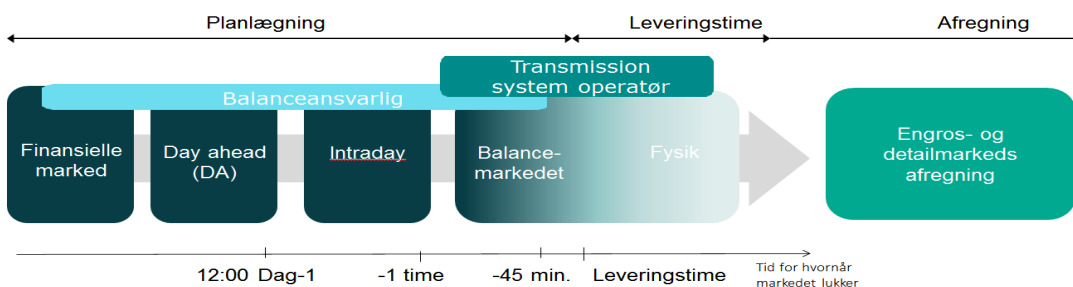 Planlægning
Leveringstime
Afregning
Transmission
system operatør
Balanceansvarlig
Finansielle
marked
Day ahead
(DA)
Intraday
Balance-
markedet
Fysik
Engros- og
detailmarkeds
afregning
12:00 Dag-1
-1 time
-45 min.
Leveringstime
Tid for hvornår
markedet lukker